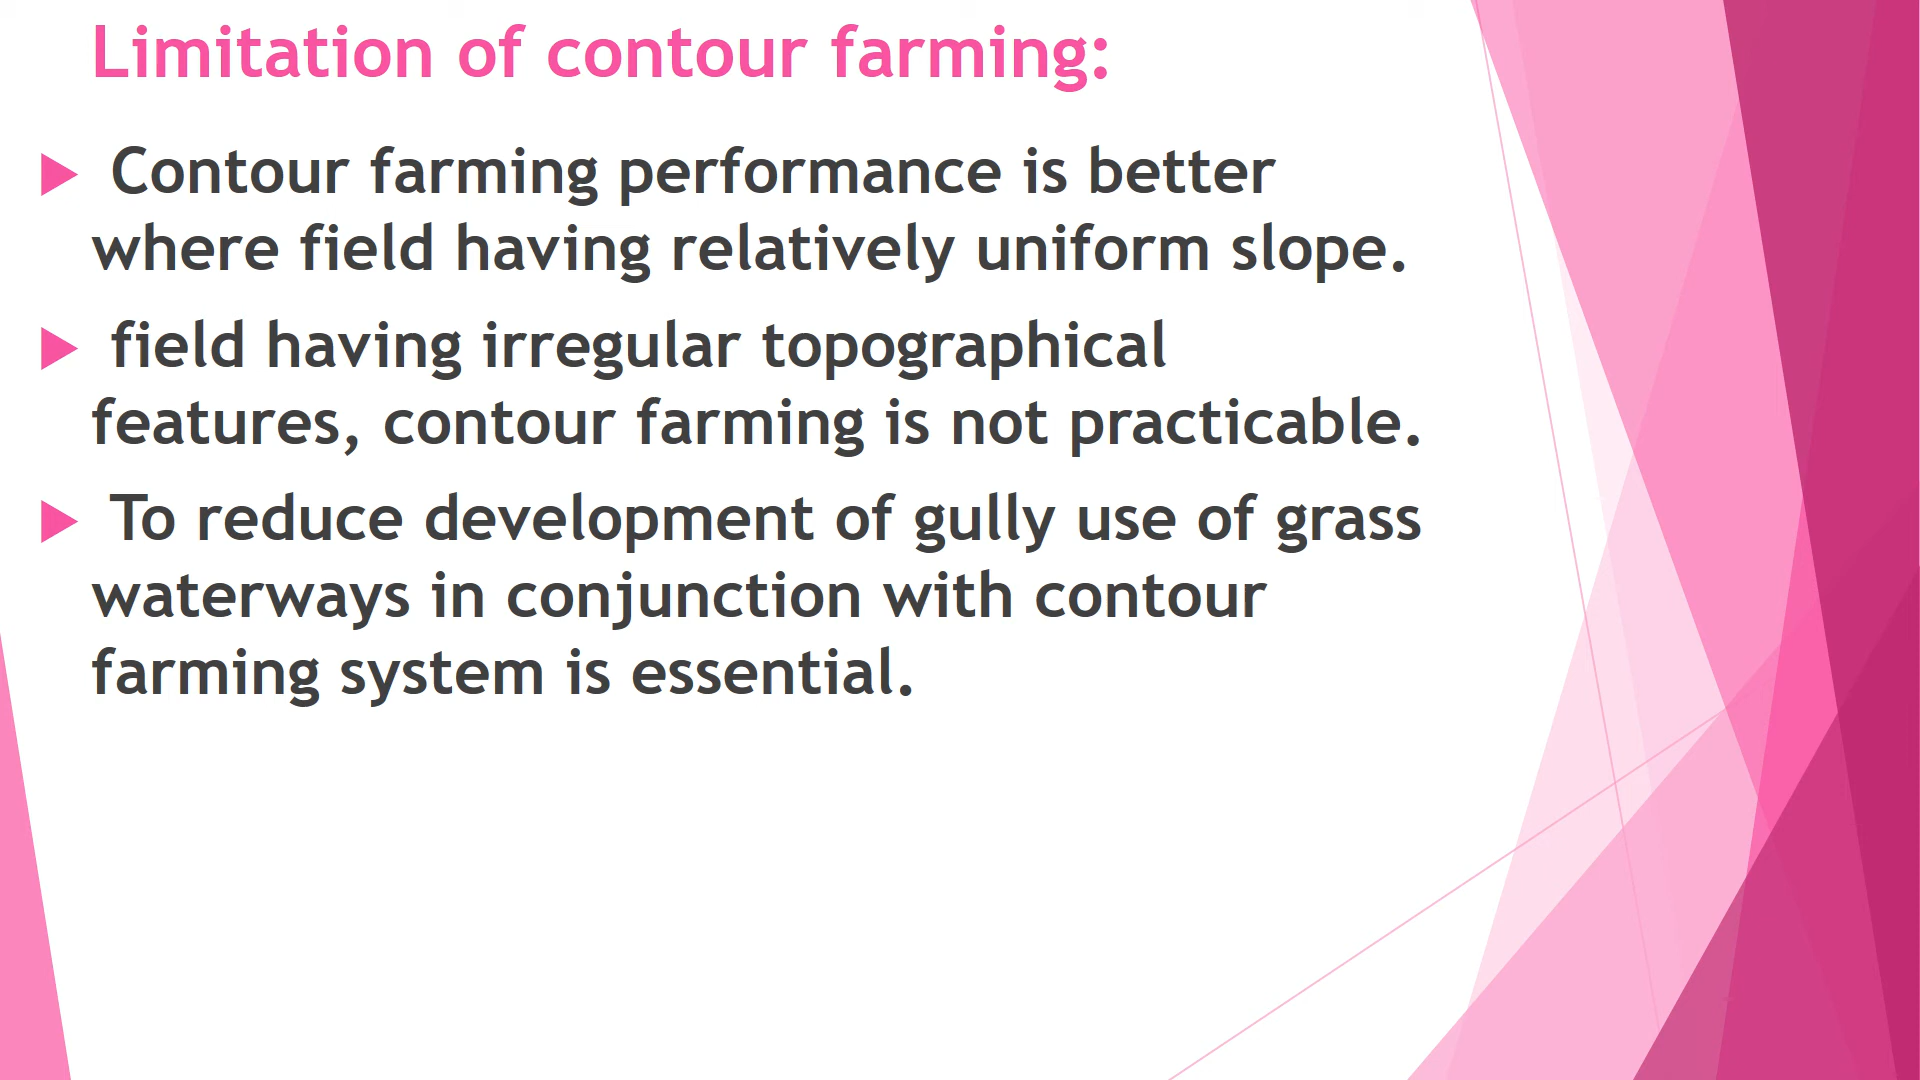 Limitation of contour farming:
Contour farming performance is better
where field having relatively uniform slope.
field having irregular topographical
features, contour farming is not practicable.
To reduce development of gully use of grass
waterways in conjunction with contour
farming system is essential.